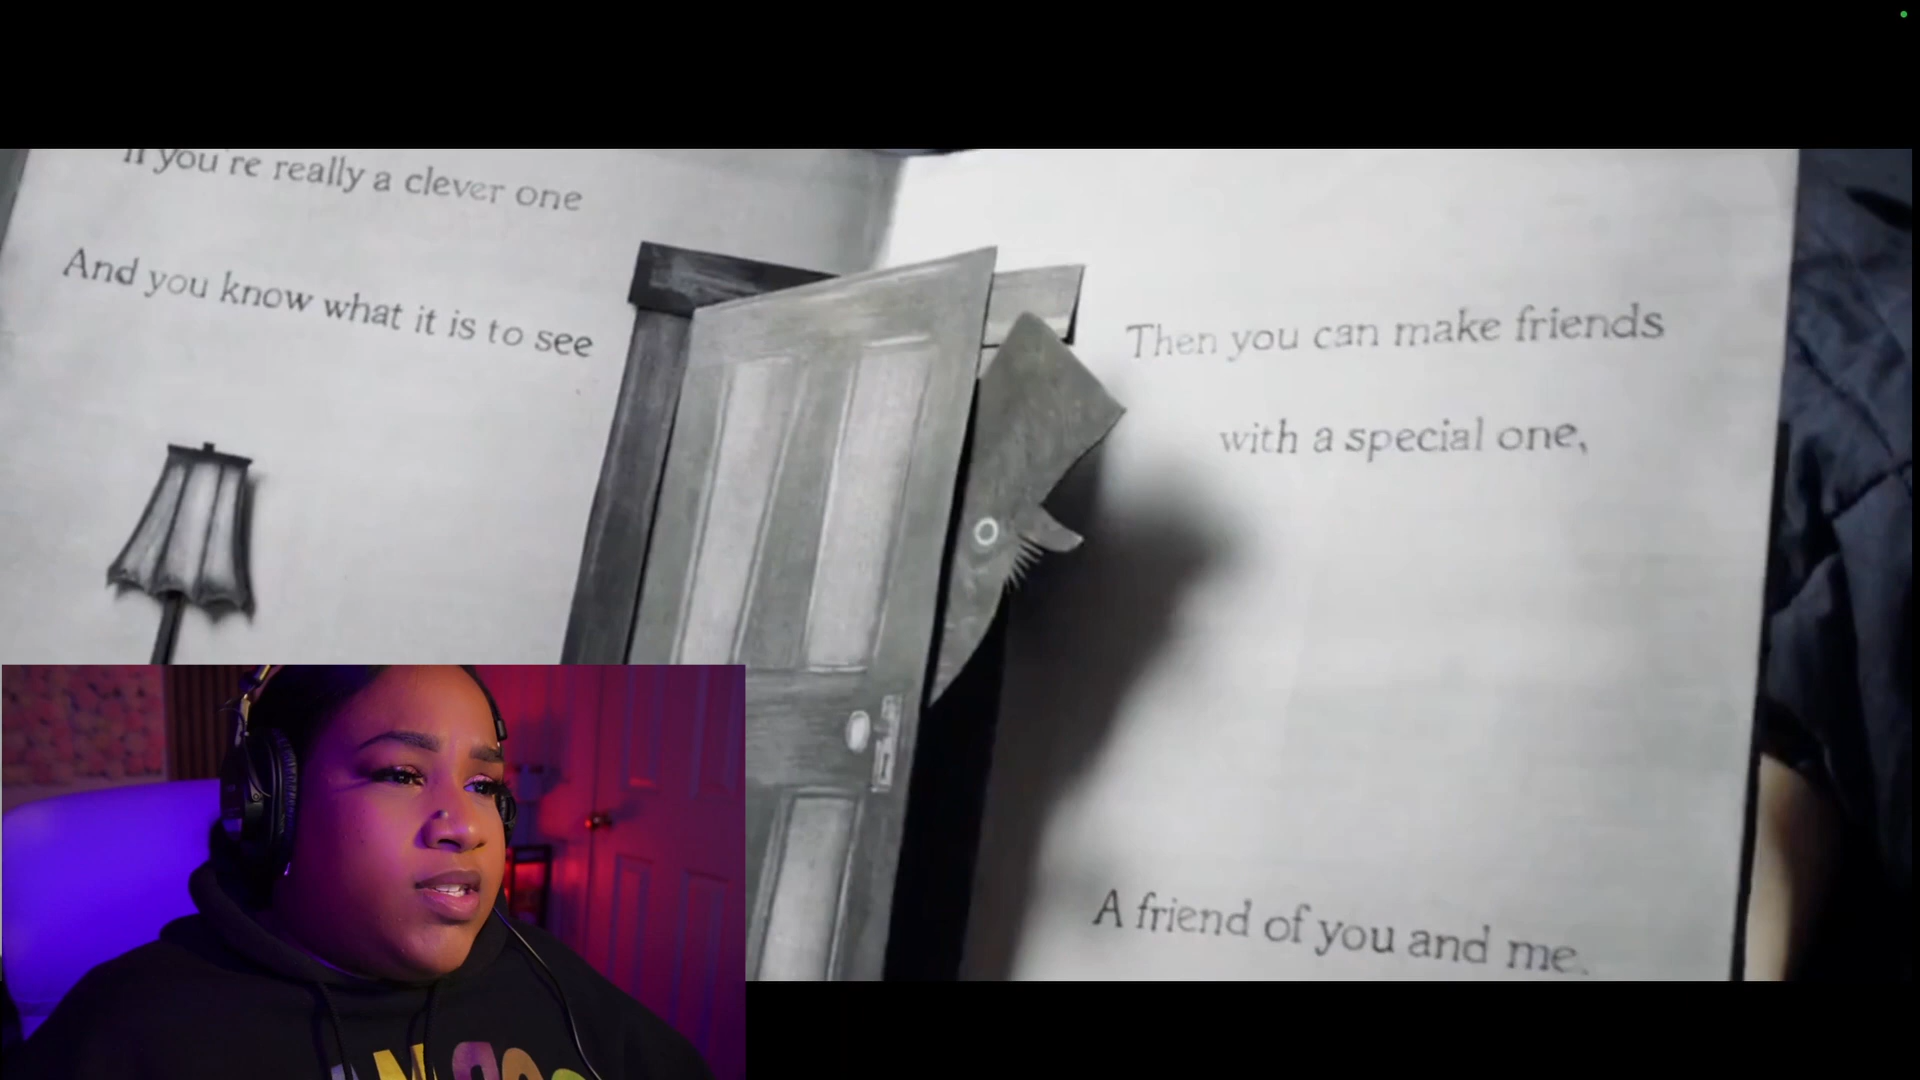 If you're really a clever one
And you know what it is to see
Then you can make friends
with a special one,
A friend of you and me.